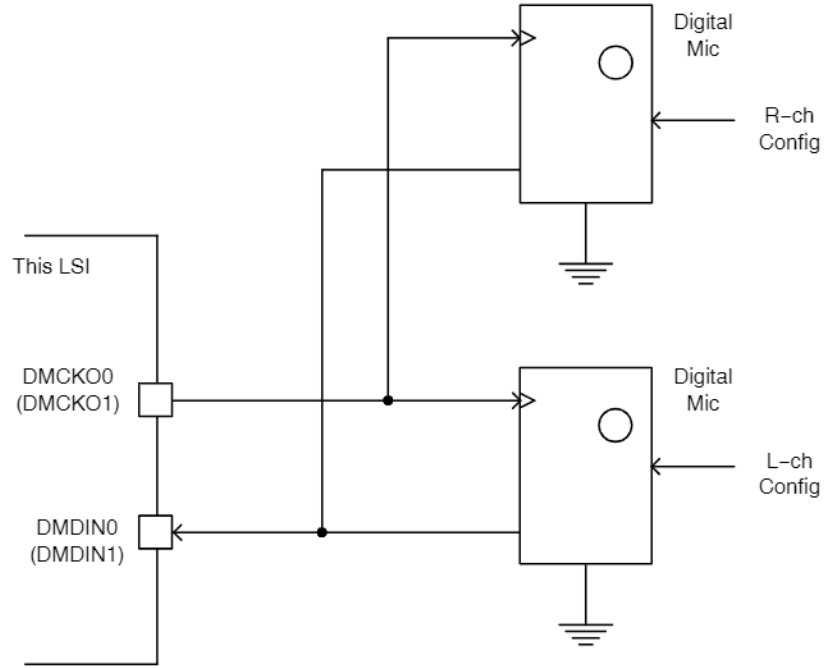 Digital
Mic
R-ch
Config
This LSI
DMCKO0
(DMCKO1)
Digital
Mic
L-ch
Config
DMDIN0
(DMDIN1)